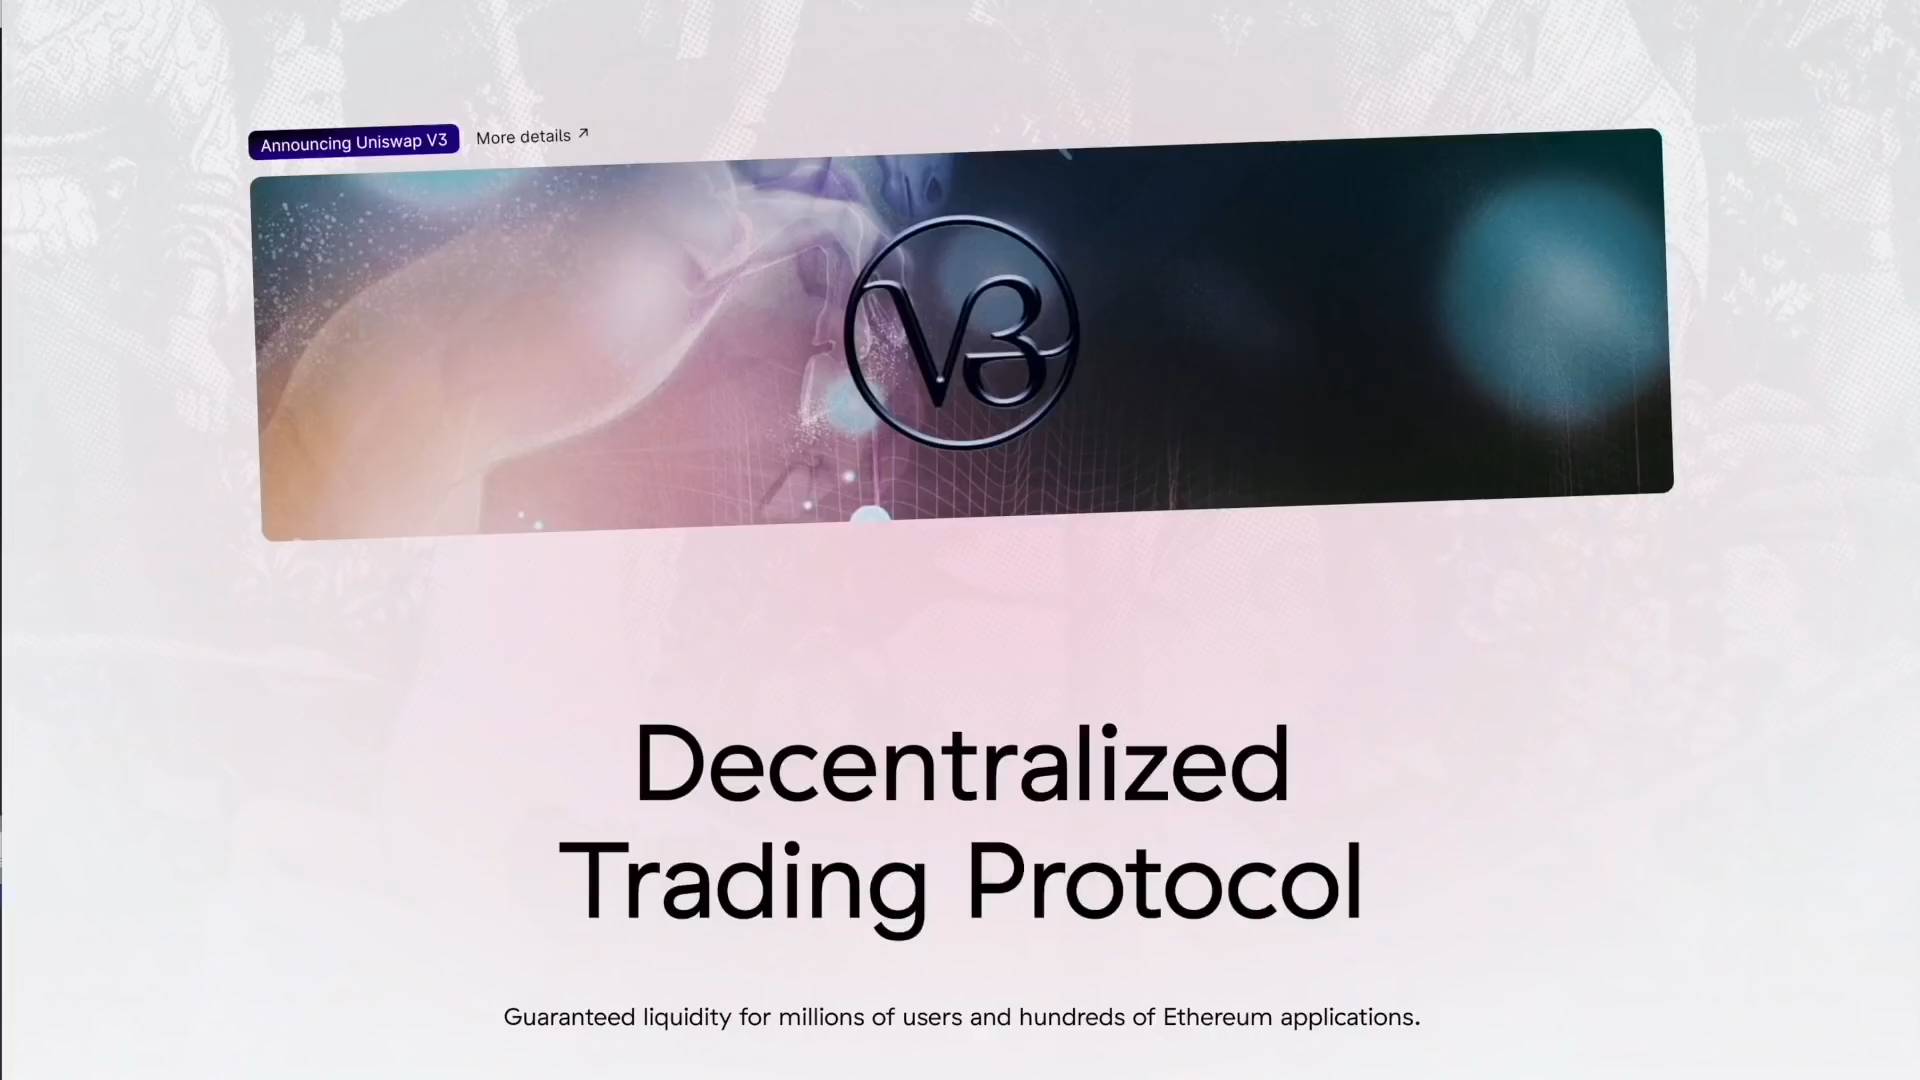 Announcing Uniswap V3 More details ↗
V3
Decentralized
Trading Protocol
Guaranteed liquidity for millions of users and hundreds of Ethereum applications.